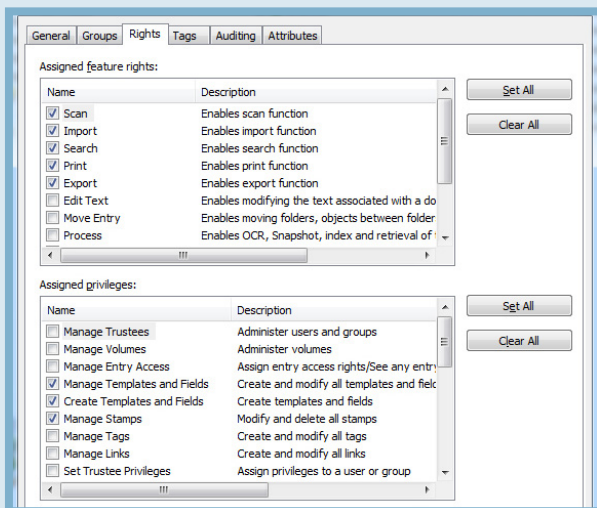 General Groups Rights Tags Auditing Attributes
Assigned feature rights:
Name Description
Scan Enables scan function
Import Enables import function
Search Enables search function
Print Enables print function
Export Enables export function
Edit Text Enables modifying the text associated with a do
Move Entry Enables moving folders, objects between folder
Process Enables OCR, Snapshot, index and retrieval of
Set All
Clear All
Assigned privileges:
Name Description
Manage Trustees Administer users and groups
Manage Volumes Administer volumes
Manage Entry Access Assign entry access rights/See any entry
Manage Templates and Fields Create and modify all templates and field
Create Templates and Fields Create templates and fields
Manage Stamps Modify and delete all stamps
Manage Tags Create and modify all tags
Manage Links Create and modify all links
Set Trustee Privileges Assign privileges to a user or group
Set All
Clear All